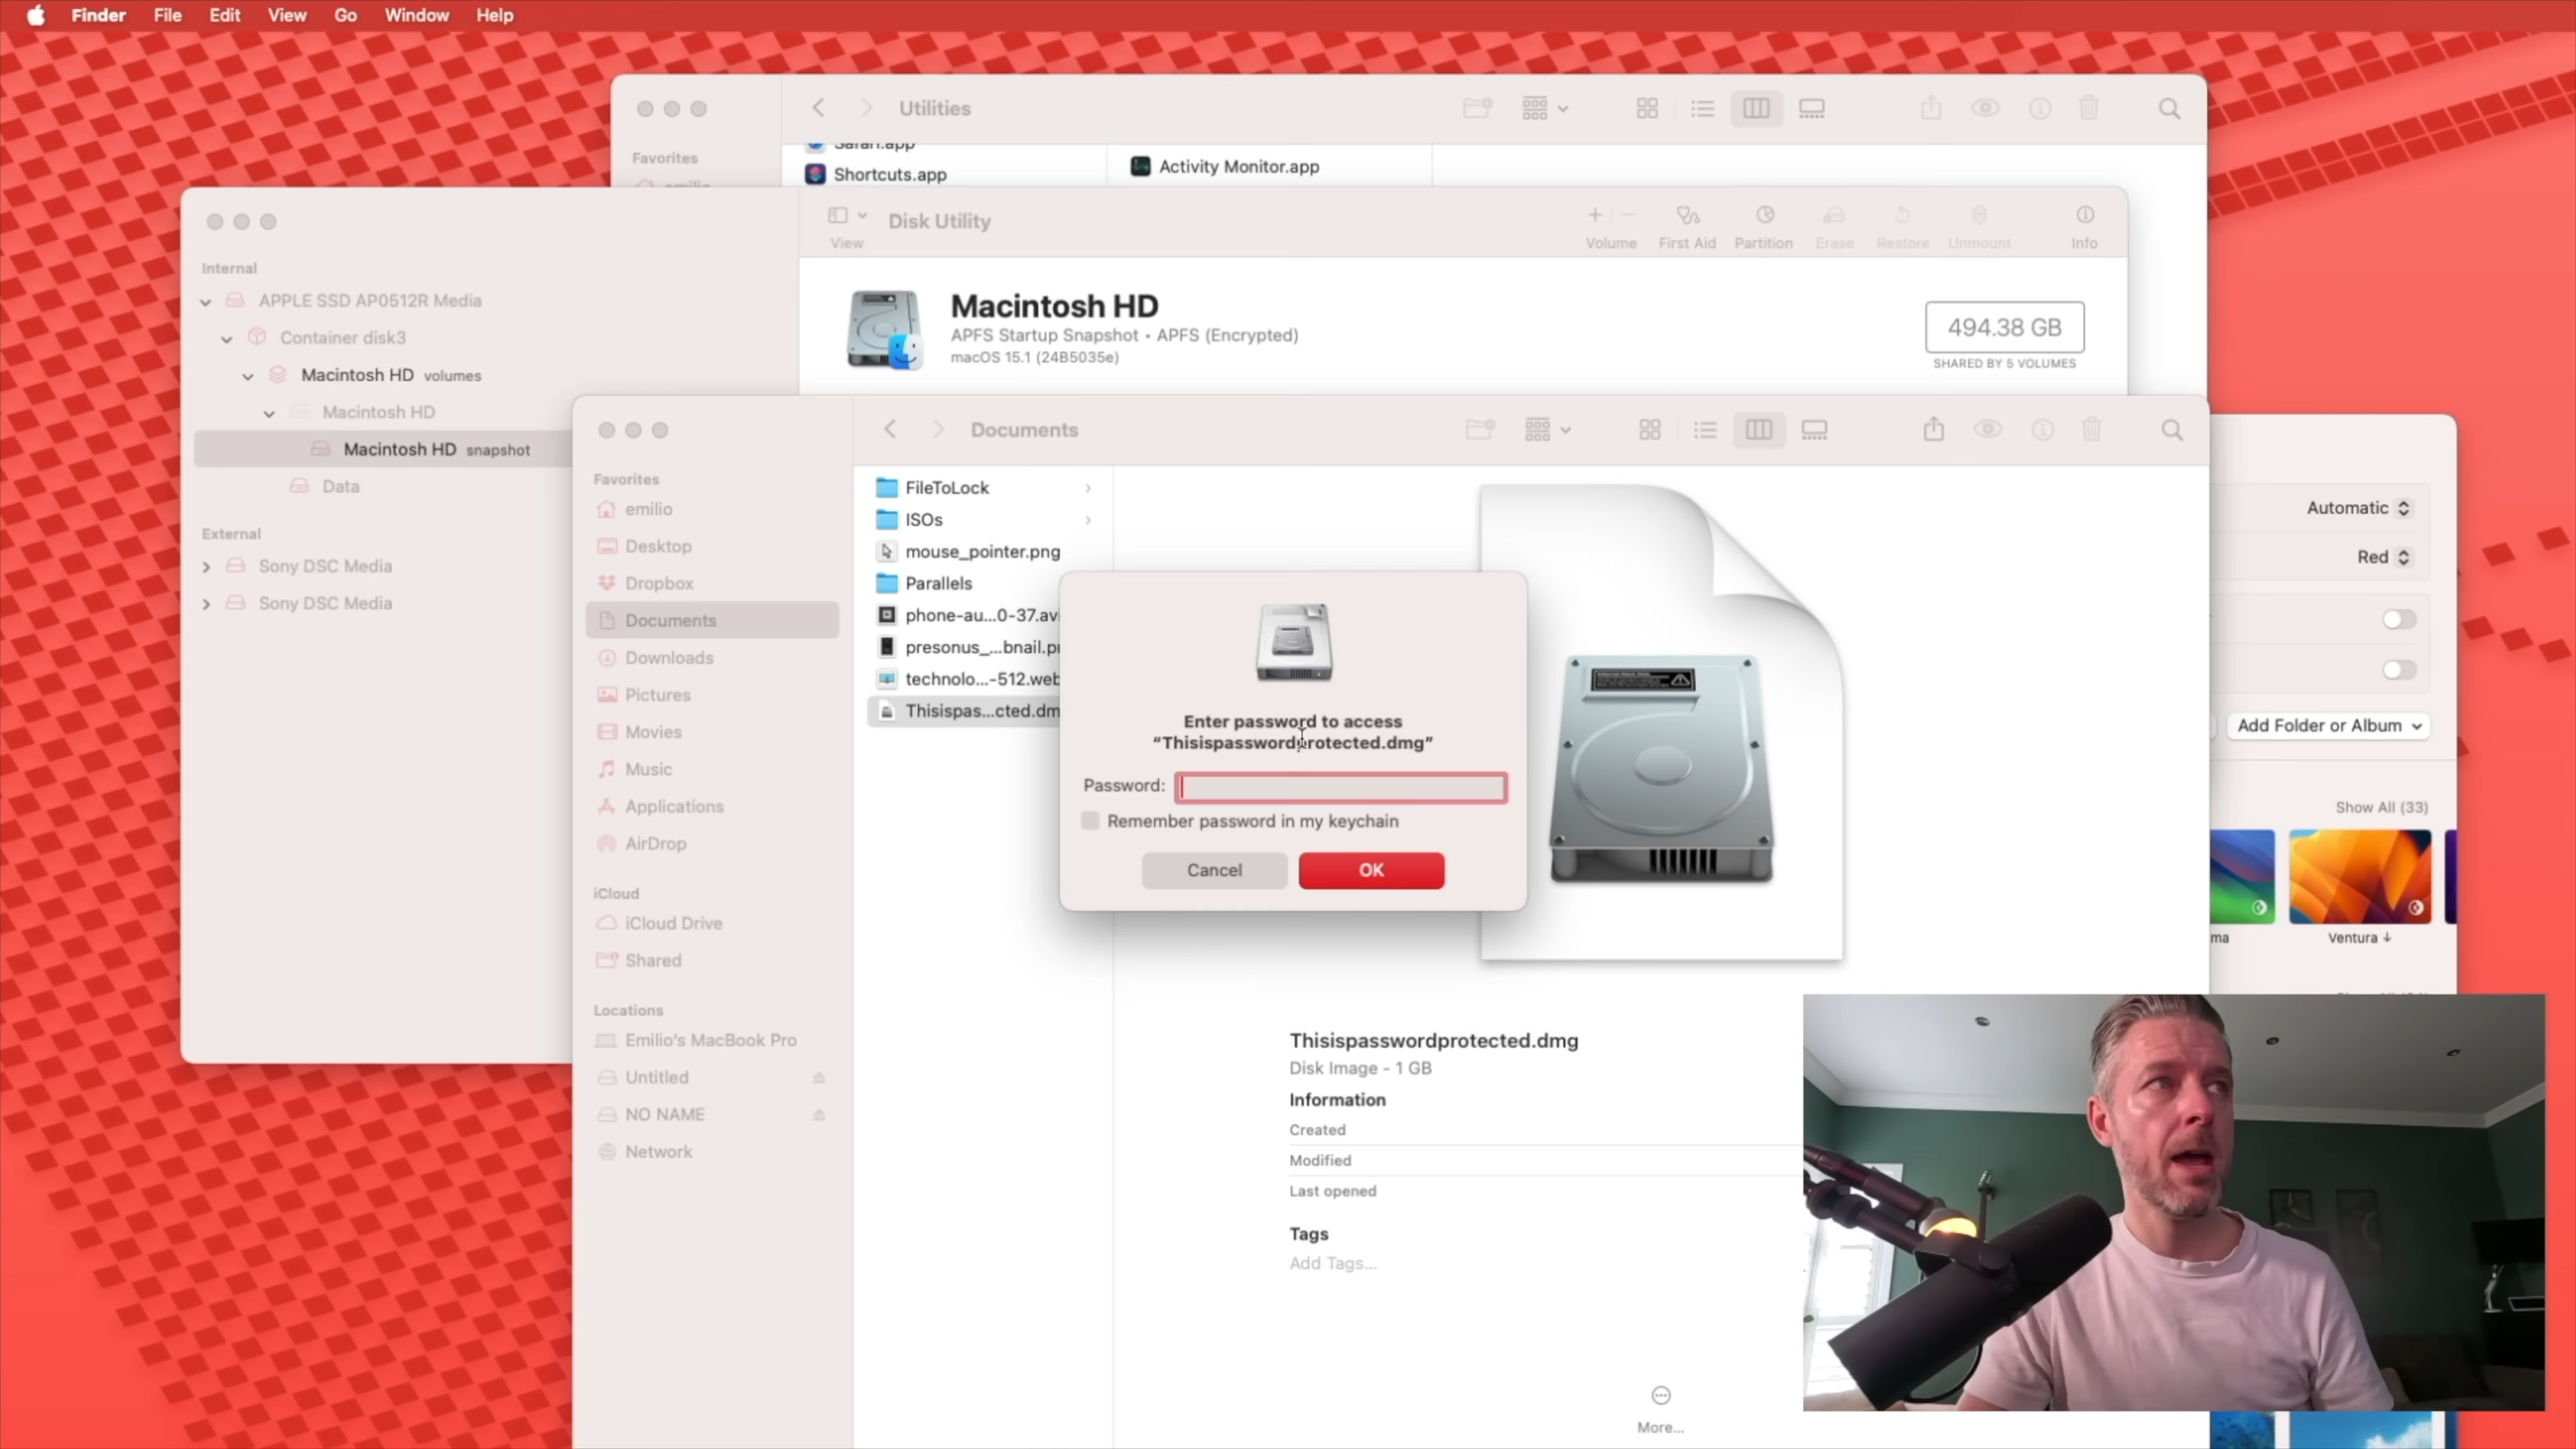 Finder File Edit View Go Window Help
Utilities
Favorites
Safari.app
Shortcuts.app
Activity Monitor.app
Disk Utility
View
Volume First Aid Partition Erase Restore Unmount Info
Internal
APPLE SSD AP0512R Media
Container disk3
Macintosh HD volumes
Macintosh HD
Macintosh HD snapshot
Data
External
Sony DSC Media
Sony DSC Media
Macintosh HD
APFS Startup Snapshot • APFS (Encrypted)
macOS 15.1 (24B5035e)
494.38 GB
SHARED BY 5 VOLUMES
Documents
Favorites
emilio
Desktop
Dropbox
Documents
Downloads
Pictures
Movies
Music
Applications
AirDrop
iCloud
iCloud Drive
Shared
Locations
Emilio's MacBook Pro
Untitled
NO NAME
Network
FileToLock
ISOs
mouse_pointer.png
Parallels
phone-au...0-37.avi
presonus_...bnail.p
technolo...-512.web
Thisispas...cted.dm
Enter password to access
“Thisispasswordprotected.dmg”
Password:
Remember password in my keychain
Cancel OK
Thisispasswordprotected.dmg
Disk Image - 1 GB
Information
Created
Modified
Last opened
Tags
Add Tags...
More...
Automatic
Red
Add Folder or Album
Show All (33)
ma
Ventura